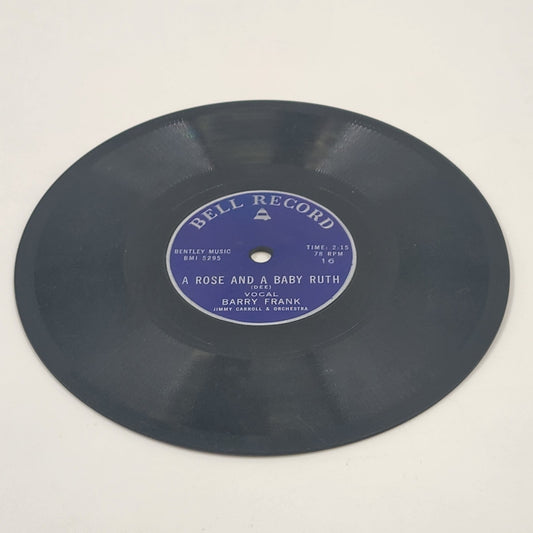 BELL RECORD
BENTLEY MUSIC
BMI 5295
TIME: 2:15
78 RPM
16
A ROSE AND A BABY RUTH
(DEE)
VOCAL
BARRY FRANK
JIMMY CARROLL & ORCHESTRA